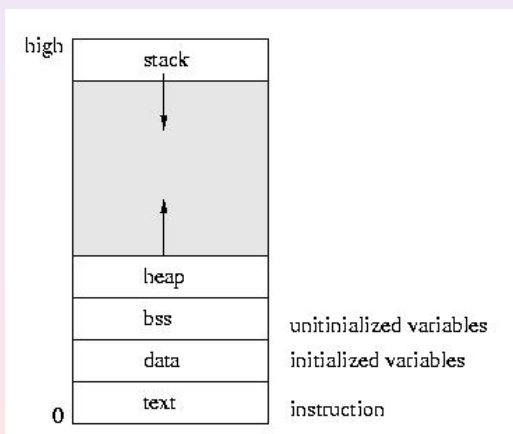 high
stack
heap
bss
unitinialized variables
data
initialized variables
text
instruction
0